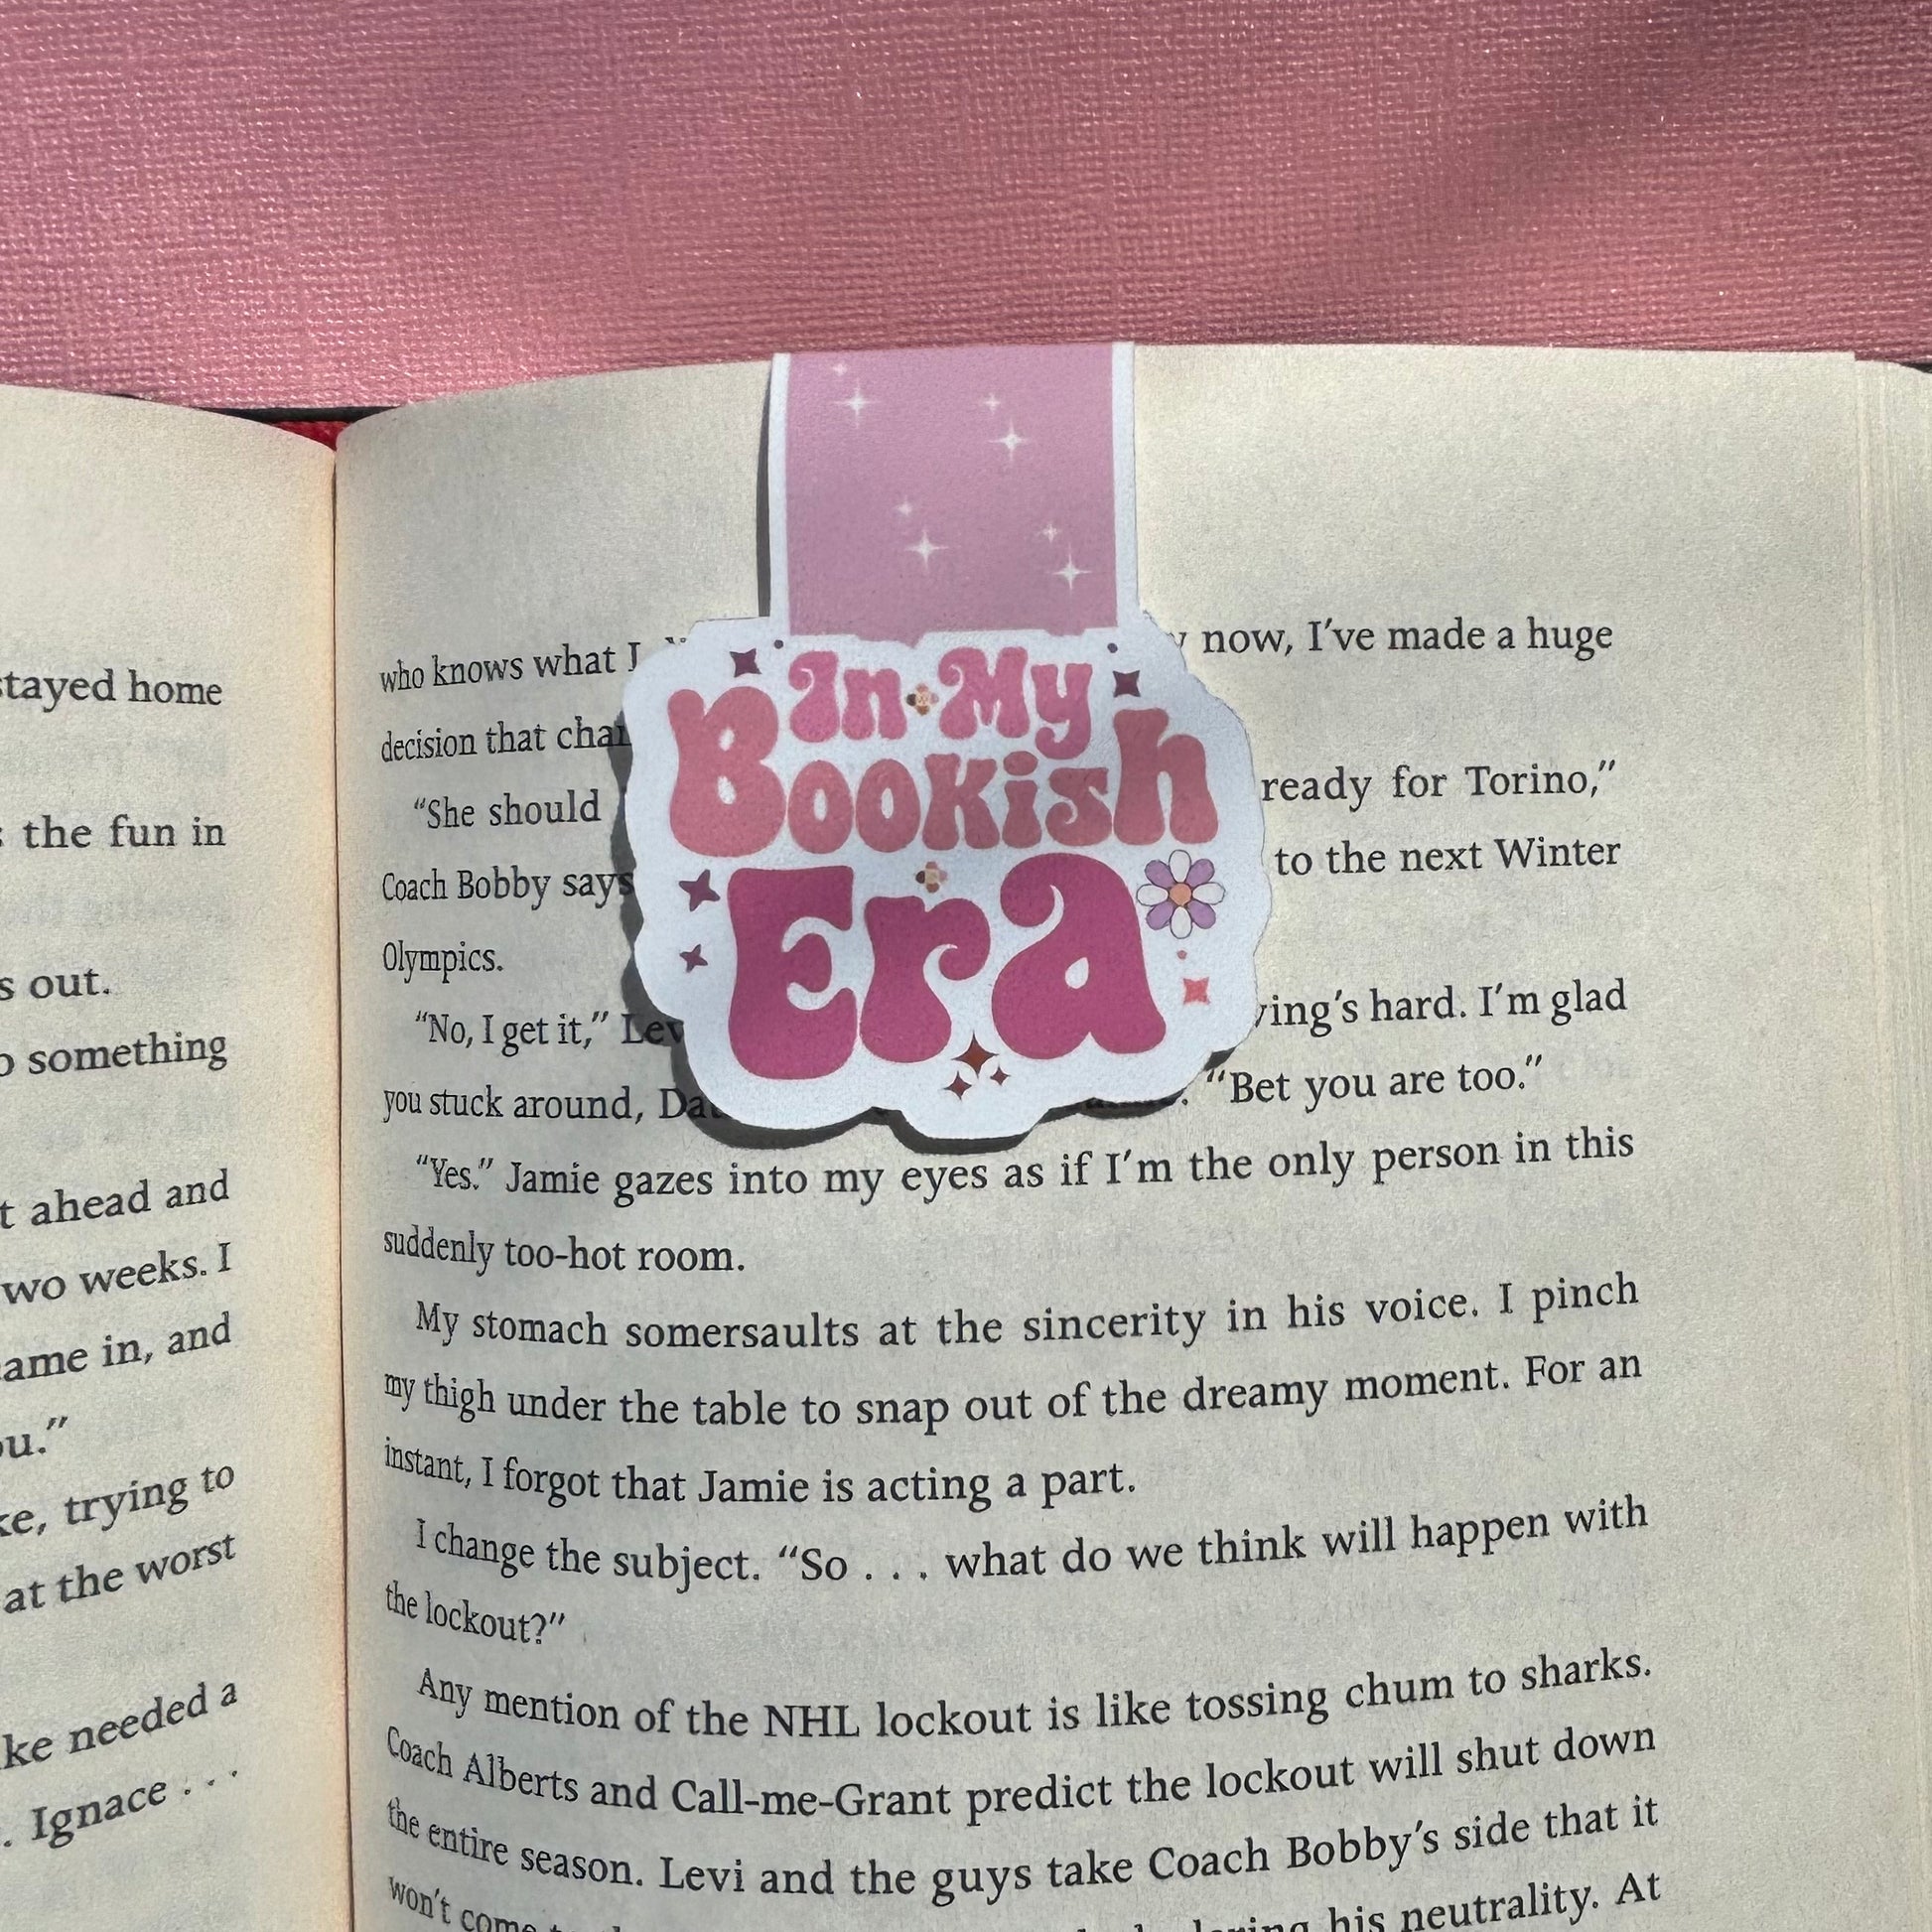 In My
Bookish
Era
stayed home
the fun in
s out.
something
ahead and
two weeks. I
came in, and
trying to
at the worst
needed a
Ignace . . .
who knows what I now, I've made a huge
decision that
"She should ready for Torino,"
Coach Bobby says to the next Winter
Olympics.
"No, I get it," hard. I'm glad
you stuck around, "Bet you are too."
"Yes." Jamie gazes into my eyes as if I'm the only person in this
suddenly too-hot room.
My stomach somersaults at the sincerity in his voice. I pinch
my thigh under the table to snap out of the dreamy moment. For an
instant, I forgot that Jamie is acting a part.
I change the subject. "So . . . what do we think will happen with
the lockout?"
Any mention of the NHL lockout is like tossing chum to sharks.
Coach Alberts and Call-me-Grant predict the lockout will shut down
the entire season. Levi and the guys take Coach Bobby's side that it
won't come his neutrality. At